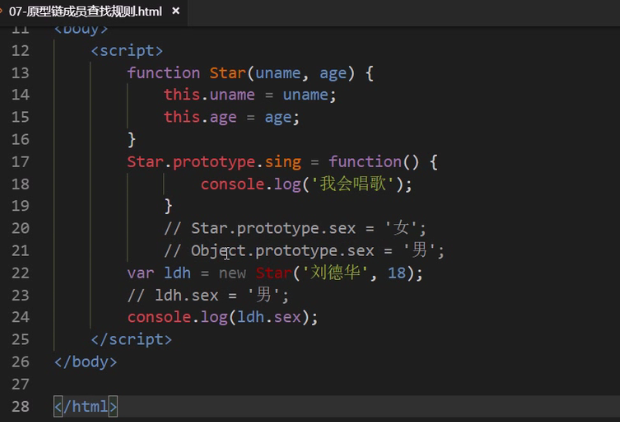 07-原型链成员查找规则.html ×
11 <body>
12 <script>
13 function Star(uname, age) {
14 this.uname = uname;
15 this.age = age;
16 }
17 Star.prototype.sing = function() {
18 console.log('我会唱歌');
19 }
20 // Star.prototype.sex = '女';
21 // Object.prototype.sex = '男';
22 var ldh = new Star('刘德华', 18);
23 // ldh.sex = '男';
24 console.log(ldh.sex);
25 </script>
26 </body>
27
28 </html>